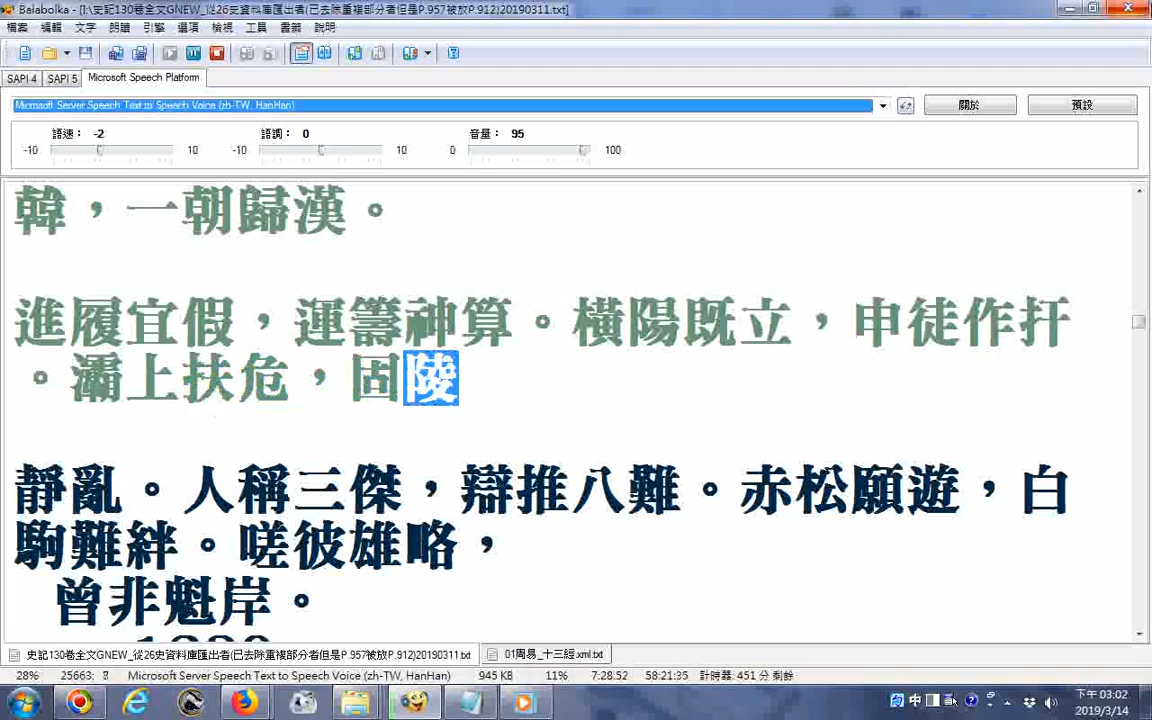 Balabolka - [I:\史記130卷全文GNEW_從26史資料庫匯出者(已去除重複部分者但是P.957被放P.912)20190311.txt]
檔案 編輯 文字 朗讀 引擎 選項 檢視 工具 書籤 說明
SAPI 4 SAPI 5 Microsoft Speech Platform
Microsoft Server Speech Text to Speech Voice (zh-TW, HanHan)
關於 預設
語速： -2 語調： 0 音量： 95
-10 10 -10 10 0 100
韓，一朝歸漢。
進履宜假，運籌神算。橫陽既立，申徒作扞
。灞上扶危，固陵
靜亂。人稱三傑，辯推八難。赤松願遊，白
駒難絆。嗟彼雄略，
曾非魁岸。
史記130卷全文GNEW_從26史資料庫匯出者(已去除重複部分者但是P.957被放P.912)20190311.txt 01周易_十三經.xml.txt
28% 25663: ? Microsoft Server Speech Text to Speech Voice (zh-TW, HanHan) 945 KB 11% 7:28:52 58:21:35 計時器: 451 分 剩餘
中 下午 03:02
2019/3/14